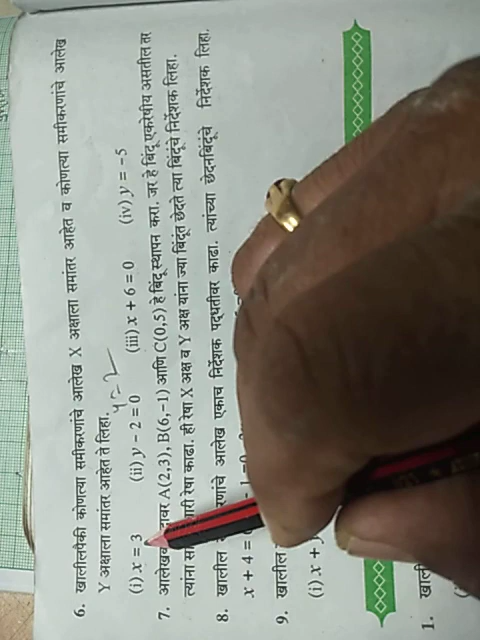 6. खालीलपैकी कोणत्या समीकरणांचे आलेख X अक्षाला समांतर आहेत व कोणत्या समीकरणांचे आलेख
Y अक्षाला समांतर आहेत ते लिहा.
y = 2
(i) x = 3 (ii) y − 2 = 0 (iii) x + 6 = 0 (iv) y = −5
7. A(2,3), B(6,−1) आणि C(0,5) हे बिंदू स्थापन करा. जर हे बिंदू एकरेषीय असतील तर
त्यांना रेषा काढा. ही रेषा X अक्ष व Y अक्ष यांना ज्या बिंदूंत छेदते त्या बिंदूंचे निर्देशक लिहा.
8. खालील आलेख एकाच निर्देशक पद्धतीवर काढा. त्यांच्या छेदनबिंदूंचे निर्देशक लिहा.
x + 4 =
9. खालील
(i) x +
1.